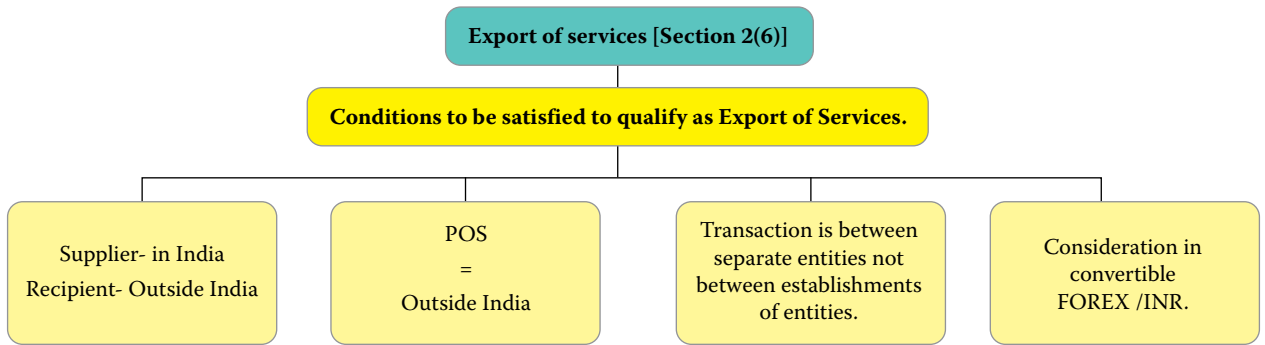 Export of services [Section 2(6)]
Conditions to be satisfied to qualify as Export of Services.
Supplier- in India
Recipient- Outside India
POS
=
Outside India
Transaction is between
separate entities not
between establishments
of entities.
Consideration in
convertible
FOREX /INR.